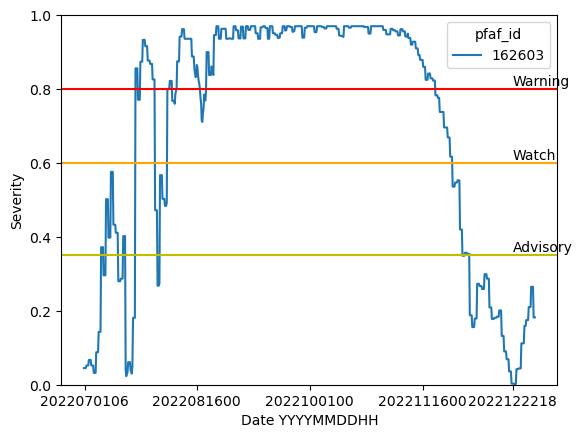 1.0
pfaf_id
162603
Warning
0.8
Watch
0.6
Severity
0.4
Advisory
0.2
0.0
2022070106 2022081600 2022100100 2022111600 2022122218
Date YYYYMMDDHH